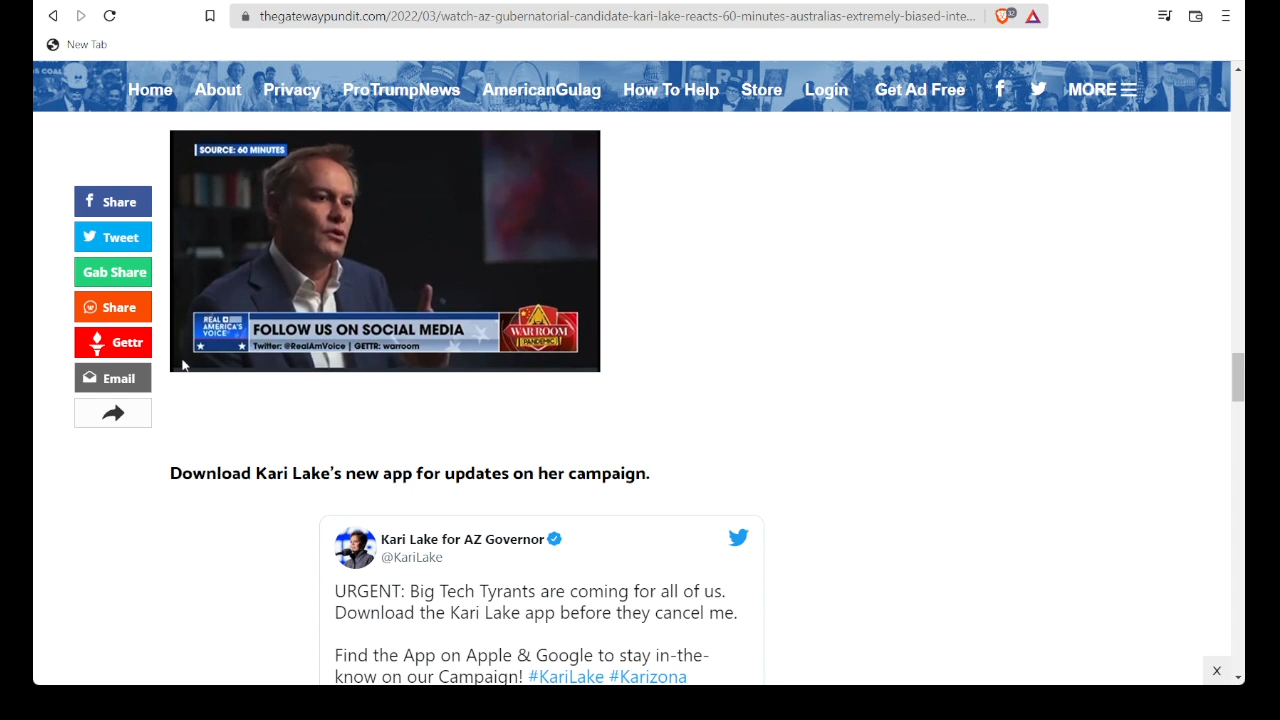 thegatewaypundit.com/2022/03/watch-az-gubernatorial-candidate-kari-lake-reacts-60-minutes-australias-extremely-biased-inte...
32
New Tab
Home About Privacy ProTrumpNews AmericanGulag How To Help Store Login Get Ad Free MORE
SOURCE: 60 MINUTES
Share
Tweet
Gab Share
Share
Gettr
Email
REAL AMERICA'S VOICE
FOLLOW US ON SOCIAL MEDIA
Twitter: @RealAmVoice | GETTR: warroom
WAR ROOM
PANDEMIC
Download Kari Lake's new app for updates on her campaign.
Kari Lake for AZ Governor
@KariLake
URGENT: Big Tech Tyrants are coming for all of us.
Download the Kari Lake app before they cancel me.
Find the App on Apple & Google to stay in-the-
know on our Campaign! #KariLake #Karizona
X